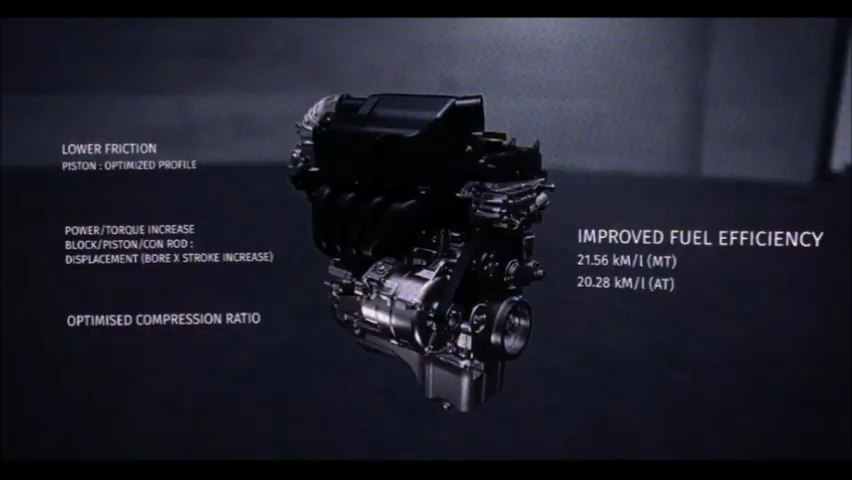 LOWER FRICTION
PISTON : OPTIMIZED PROFILE
POWER/TORQUE INCREASE
BLOCK/PISTON/CON ROD :
DISPLACEMENT (BORE X STROKE INCREASE)
OPTIMISED COMPRESSION RATIO
IMPROVED FUEL EFFICIENCY
21.56 KM/l (MT)
20.28 KM/l (AT)